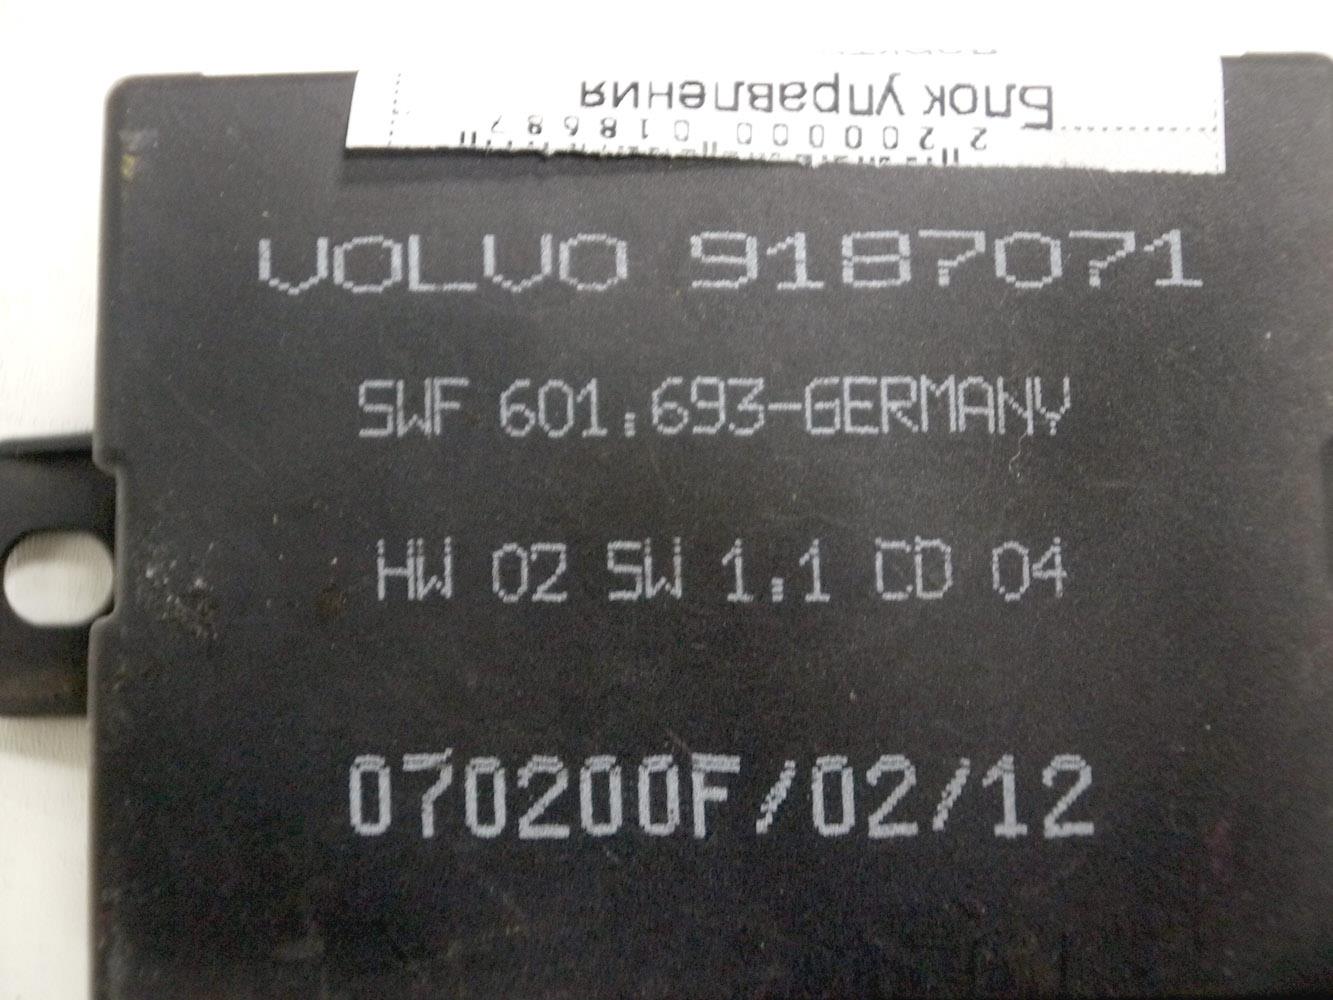 Блок управления
2 200000 018687
VOLVO 9187071
SWF 601.693-GERMANY
HW 02 SW 1.1 CD 04
070200F/02/12